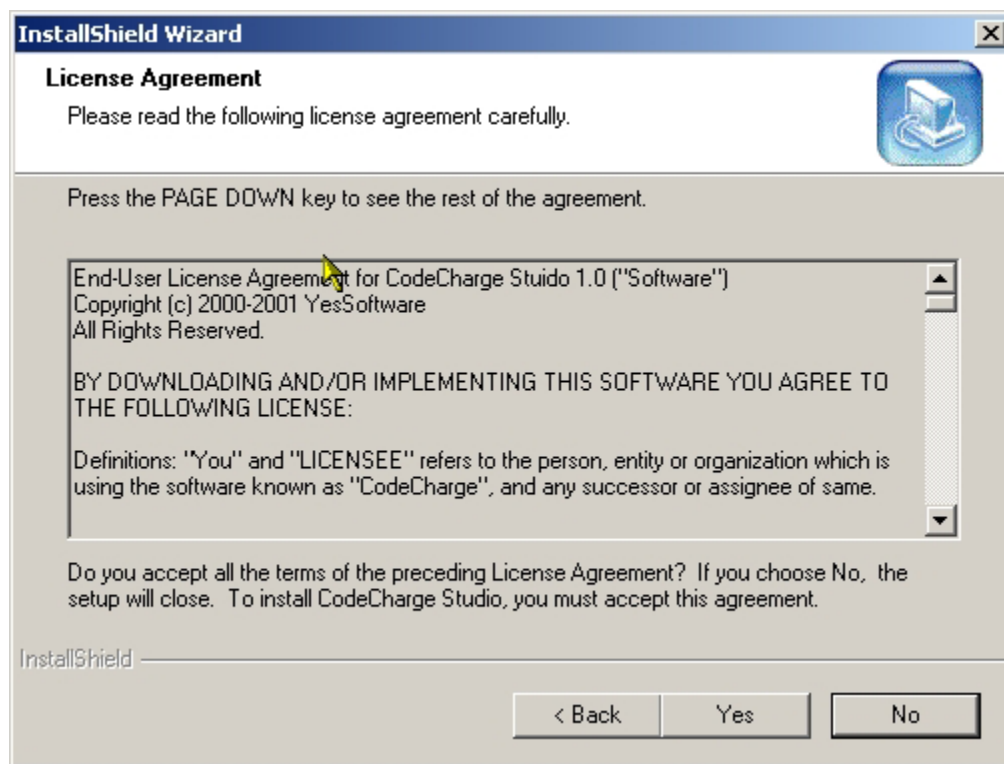 InstallShield Wizard
License Agreement
Please read the following license agreement carefully.
Press the PAGE DOWN key to see the rest of the agreement.
End-User License Agreement for CodeCharge Stuido 1.0 ("Software")
Copyright (c) 2000-2001 YesSoftware
All Rights Reserved.
BY DOWNLOADING AND/OR IMPLEMENTING THIS SOFTWARE YOU AGREE TO
THE FOLLOWING LICENSE:
Definitions: "You" and "LICENSEE" refers to the person, entity or organization which is
using the software known as "CodeCharge", and any successor or assignee of same.
Do you accept all the terms of the preceding License Agreement?  If you choose No,  the
setup will close.  To install CodeCharge Studio, you must accept this agreement.
InstallShield
< Back Yes No